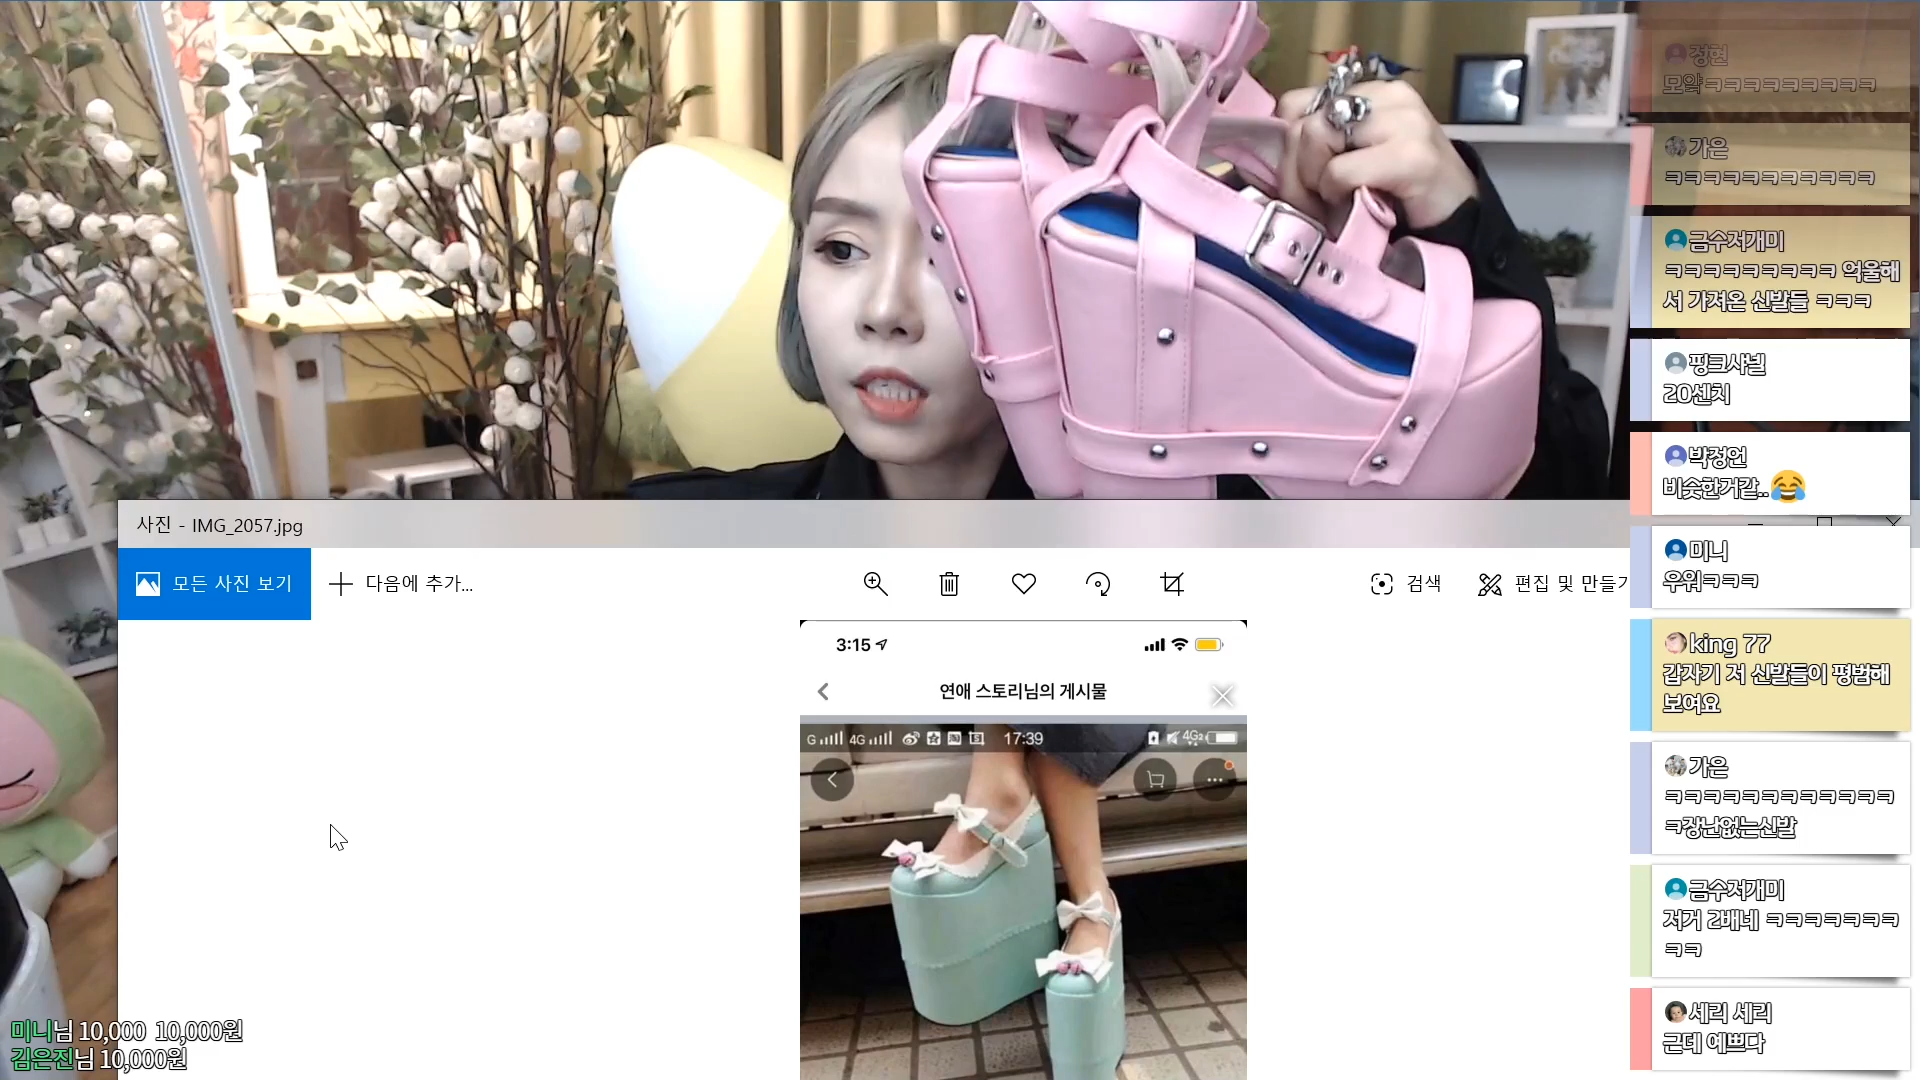 정현
모얔ㅋㅋㅋㅋㅋㅋㅋㅋㅋ
가은
ㅋㅋㅋㅋㅋㅋㅋㅋㅋㅋㅋ
금수저개미
ㅋㅋㅋㅋㅋㅋㅋㅋㅋ 억울해
서 가져온 신발들 ㅋㅋㅋ
핑크샤넬
20센치
박정언
비슷한거같..😂
사진 - IMG_2057.jpg
미니
우워ㅋㅋㅋ
모든 사진 보기
다음에 추가...
검색
편집 및 만들기
king 77
갑자기 저 신발들이 평범해
보여요
3:15
연애 스토리님의 게시물
G 4G 17:39 4G2
가은
ㅋㅋㅋㅋㅋㅋㅋㅋㅋㅋㅋㅋ
ㅋ장난없는신발
금수저개미
저거 2배네 ㅋㅋㅋㅋㅋㅋㅋ
ㅋㅋ
세리 세리
근데 예쁘다
미니님 10,000 10,000원
김은진님 10,000원